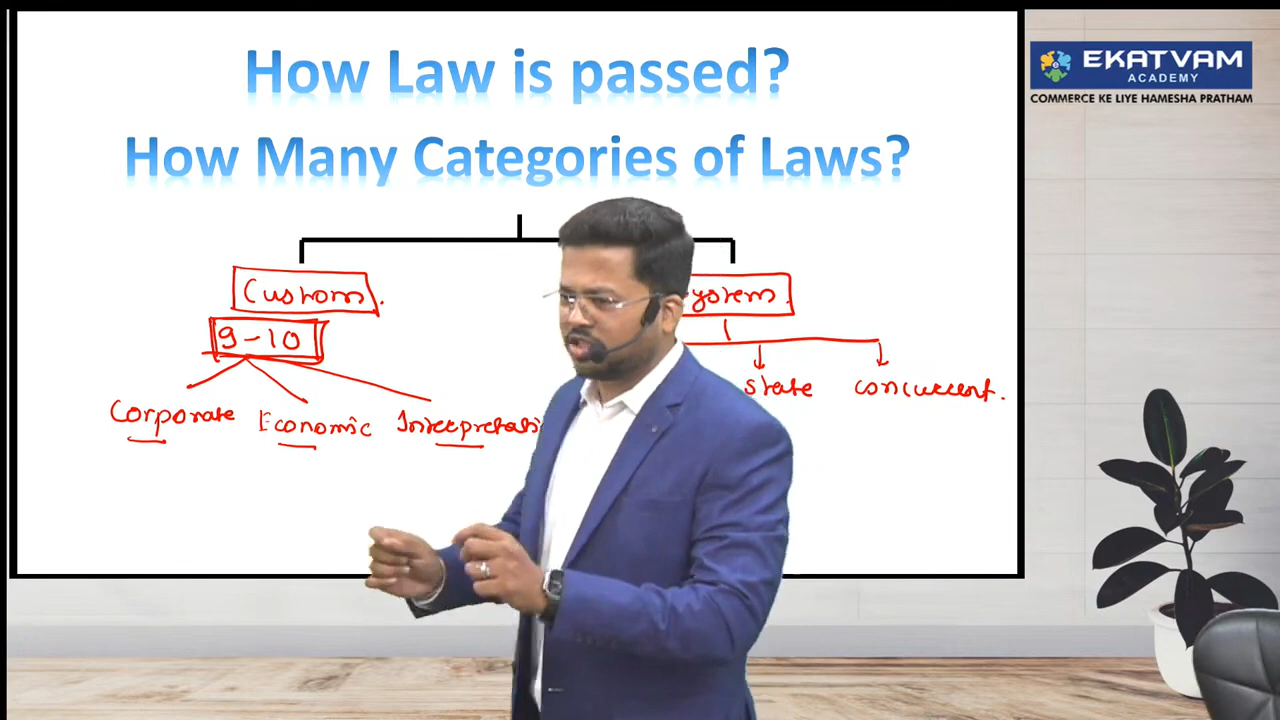 How Law is passed?
How Many Categories of Laws?
EKATVAM
ACADEMY
COMMERCE KE LIYE HAMESHA PRATHAM
Custom.
ystem.
9-10
state
concurrent.
Corporate
Economic